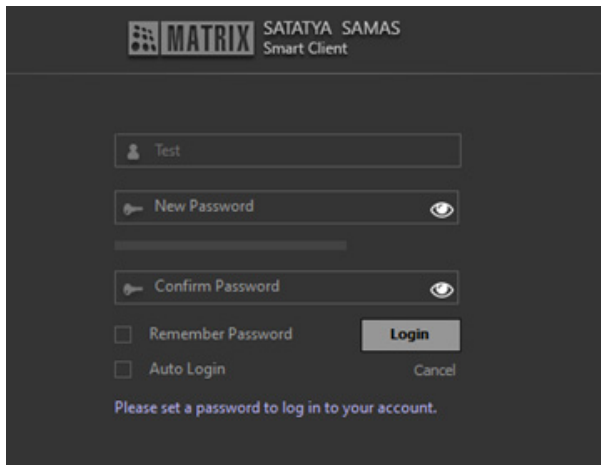 MATRIX
SATATYA SAMAS
Smart Client
Test
New Password
Confirm Password
Remember Password
Login
Auto Login
Cancel
Please set a password to log in to your account.